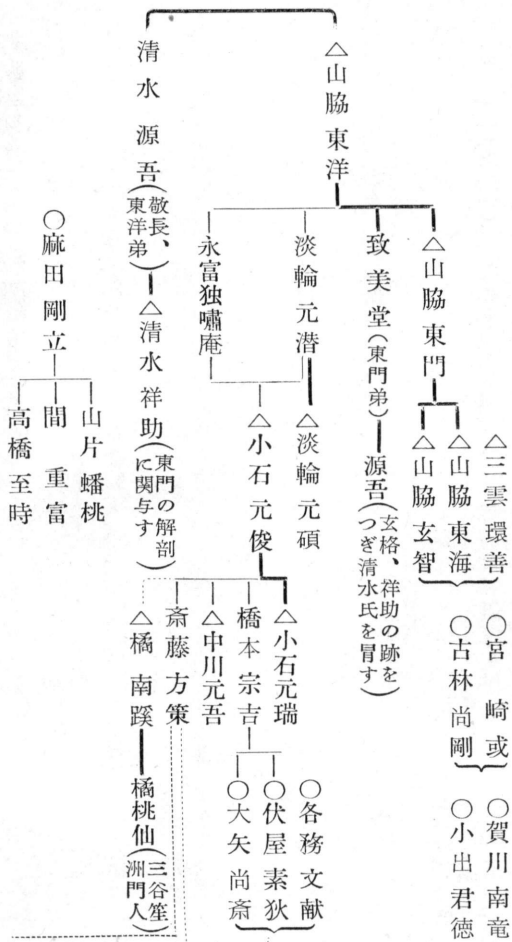 △三雲環善
○宮崎或
○賀川南竜
△山脇東洋
△山脇東門
△山脇東海
○古林尚剛
○小出君徳
△山脇玄智
致美堂(東門弟)
源吾(玄格、祥助の跡をつぎ清水氏を冒す)
淡輪元潜
△淡輪元碩
永富独嘯庵
△小石元俊
△小石元瑞
橋本宗吉
○各務文献
○伏屋素狄
○大矢尚斎
△中川元吾
斎藤方策
△橘南蹊
橘桃仙(三谷笙洲門人)
清水源吾(敬長、東洋弟)
△清水祥助(東門の解剖に関与す)
○麻田剛立
山片蟠桃
間重富
高橋至時